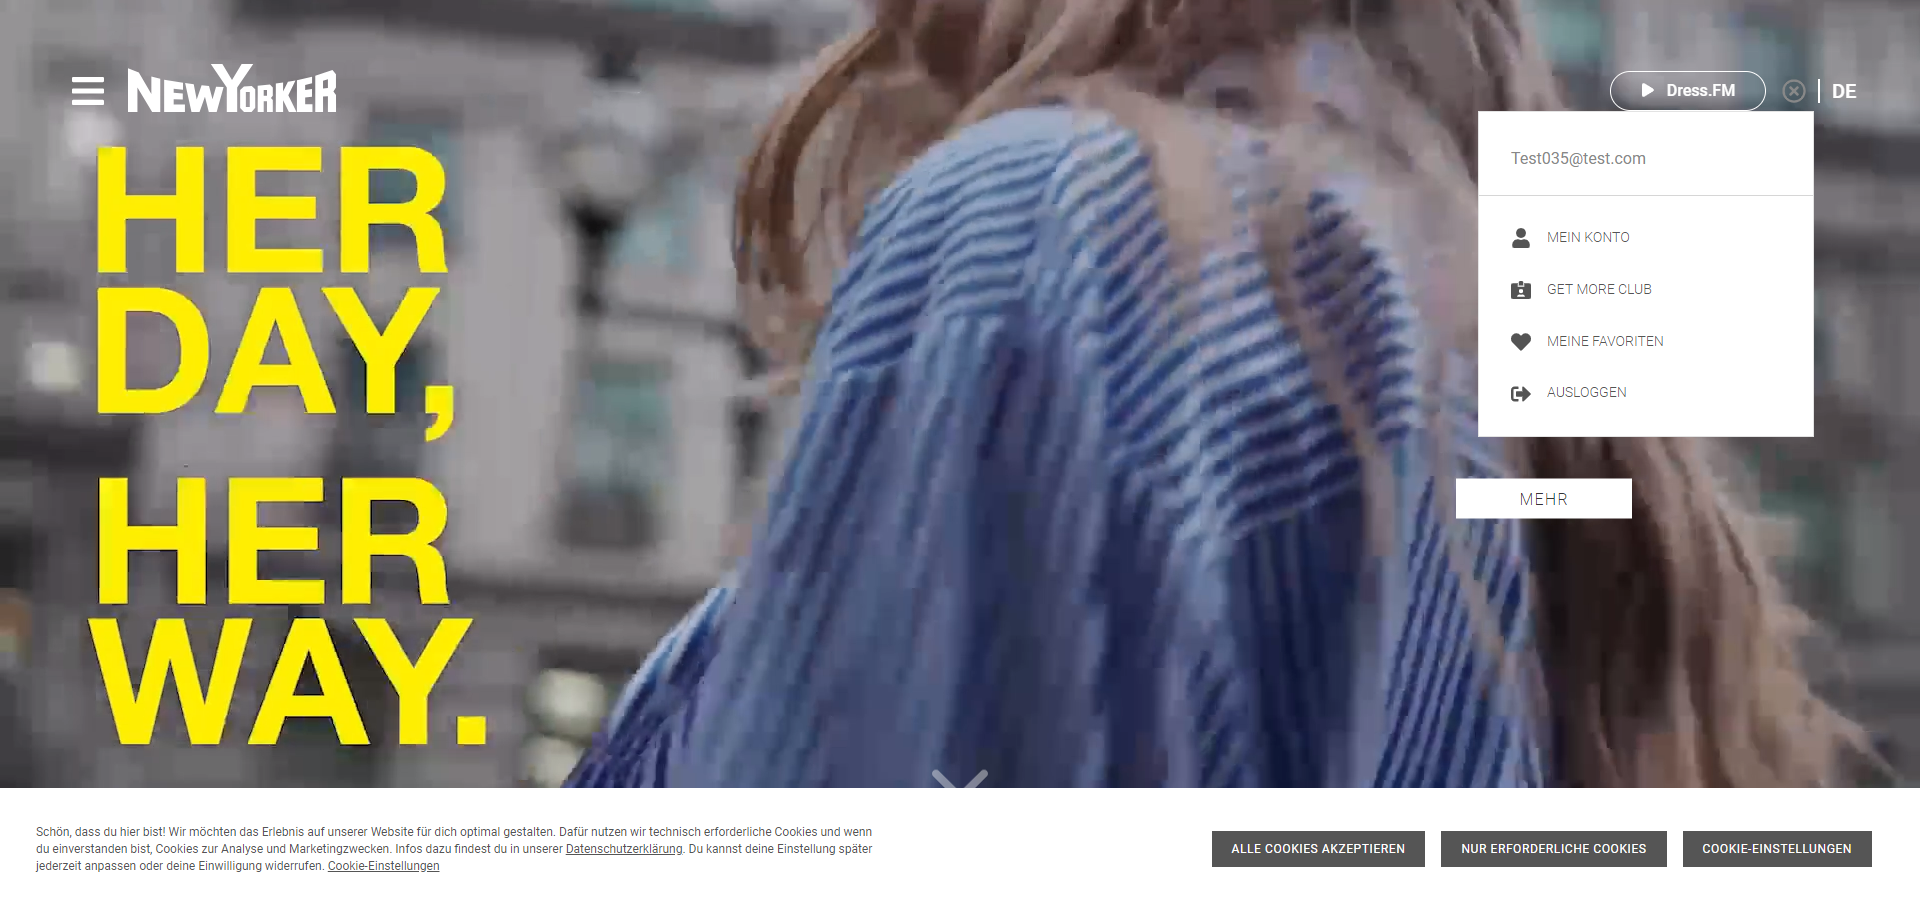 NEWYORKER
Dress.FM
DE
Test035@test.com
MEIN KONTO
GET MORE CLUB
MEINE FAVORITEN
AUSLOGGEN
HER
DAY,
HER
WAY.
MEHR
Schön, dass du hier bist! Wir möchten das Erlebnis auf unserer Website für dich optimal gestalten. Dafür nutzen wir technisch erforderliche Cookies und wenn
du einverstanden bist, Cookies zur Analyse und Marketingzwecken. Infos dazu findest du in unserer Datenschutzerklärung. Du kannst deine Einstellung später
jederzeit anpassen oder deine Einwilligung widerrufen. Cookie-Einstellungen
ALLE COOKIES AKZEPTIEREN
NUR ERFORDERLICHE COOKIES
COOKIE-EINSTELLUNGEN